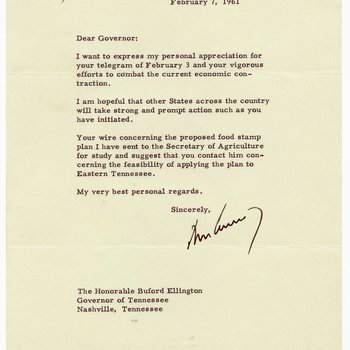 February 7, 1961
Dear Governor:
I want to express my personal appreciation for
your telegram of February 3 and your vigorous
efforts to combat the current economic con-
traction.
I am hopeful that other States across the country
will take strong and prompt action such as you
have initiated.
Your wire concerning the proposed food stamp
plan I have sent to the Secretary of Agriculture
for study and suggest that you contact him con-
cerning the feasibility of applying the plan to
Eastern Tennessee.
My very best personal regards.
Sincerely,
The Honorable Buford Ellington
Governor of Tennessee
Nashville, Tennessee